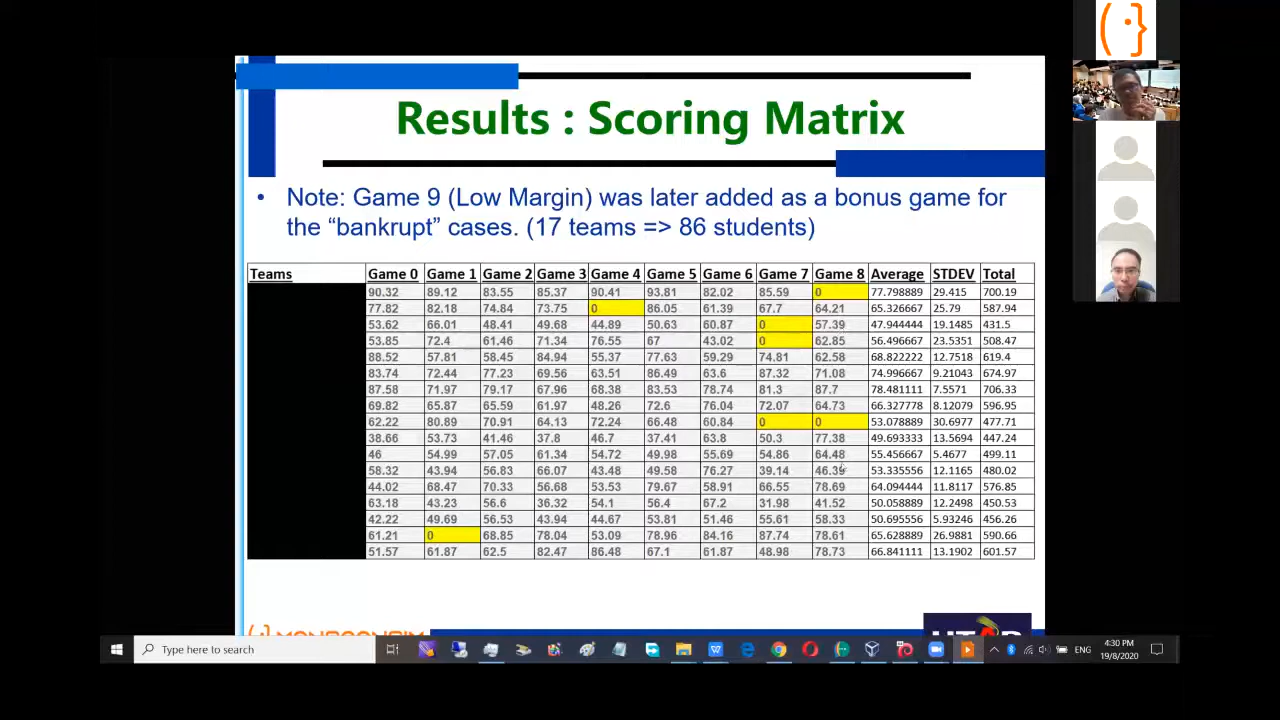 Results : Scoring Matrix
• Note: Game 9 (Low Margin) was later added as a bonus game for
the “bankrupt” cases. (17 teams => 86 students)
Teams Game 0 Game 1 Game 2 Game 3 Game 4 Game 5 Game 6 Game 7 Game 8 Average STDEV Total
90.32 89.12 83.55 85.37 90.41 93.81 82.02 85.59 0 77.798889 29.415 700.19
77.82 82.18 74.84 73.75 0 86.05 61.39 67.7 64.21 65.326667 25.79 587.94
53.62 66.01 48.41 49.68 44.89 50.63 60.87 0 57.39 47.944444 19.1485 431.5
53.85 72.4 61.46 71.34 76.55 67 43.02 0 62.85 56.496667 23.5351 508.47
88.52 57.81 58.45 84.94 55.37 77.63 59.29 74.81 62.58 68.822222 12.7518 619.4
83.74 72.44 77.23 69.56 63.51 86.49 63.6 87.32 71.08 74.996667 9.21043 674.97
87.58 71.97 79.17 67.96 68.38 83.53 78.74 81.3 87.7 78.481111 7.5571 706.33
69.82 65.87 65.59 61.97 48.26 72.6 76.04 72.07 64.73 66.327778 8.12079 596.95
62.22 80.89 70.91 64.13 72.24 66.48 60.84 0 0 53.078889 30.6977 477.71
38.66 53.73 41.46 37.8 46.7 37.41 63.8 50.3 77.38 49.693333 13.5694 447.24
46 54.99 57.05 61.34 54.72 49.98 55.69 54.86 64.48 55.456667 5.4677 499.11
58.32 43.94 56.83 66.07 43.48 49.58 76.27 39.14 46.39 53.335556 12.1165 480.02
44.02 68.47 70.33 56.68 53.53 79.67 58.91 66.55 78.69 64.094444 11.8117 576.85
63.18 43.23 56.6 36.32 54.1 56.4 67.2 31.98 41.52 50.058889 12.2498 450.53
42.22 49.69 56.53 43.94 44.67 53.81 51.46 55.61 58.33 50.695556 5.93246 456.26
61.21 0 68.85 78.04 53.09 78.96 84.16 87.74 78.61 65.628889 26.9881 590.66
51.57 61.87 62.5 82.47 86.48 67.1 61.87 48.98 78.73 66.841111 13.1902 601.57
Type here to search
ENG
4:30 PM
19/8/2020